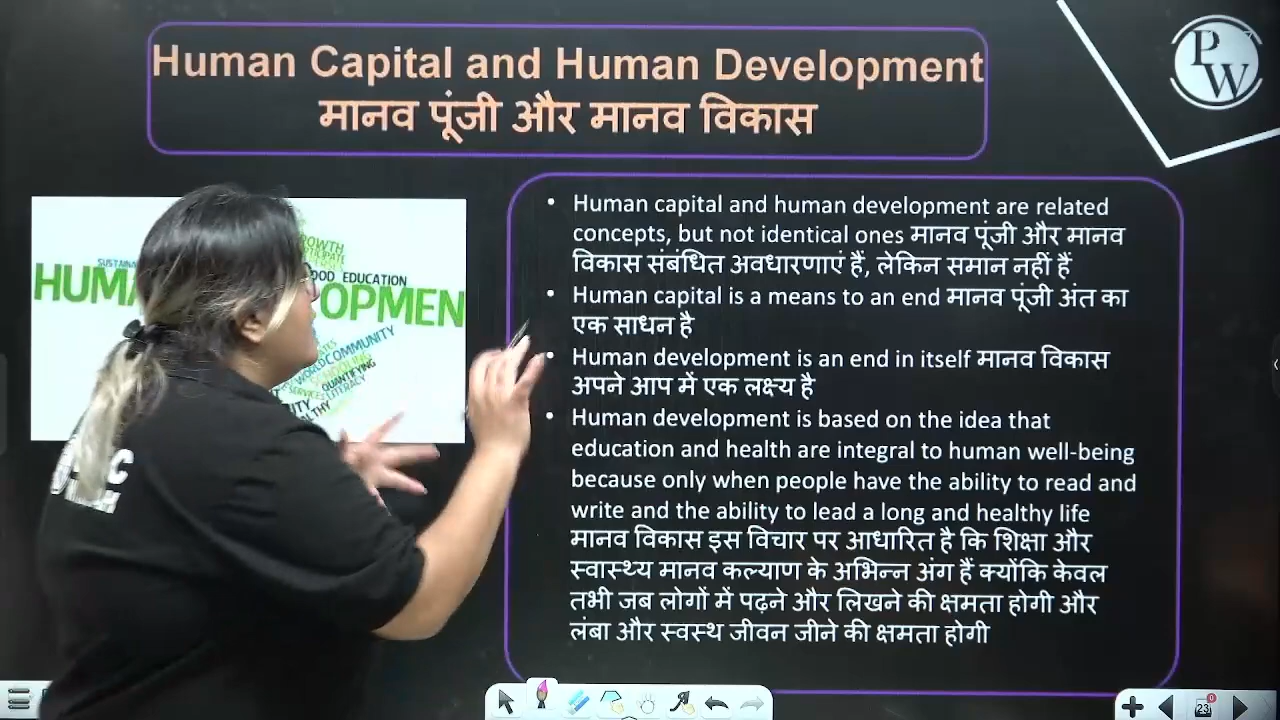 Human Capital and Human Development
मानव पूंजी और मानव विकास
PW
• Human capital and human development are related
concepts, but not identical ones मानव पूंजी और मानव
विकास संबंधित अवधारणाएं हैं, लेकिन समान नहीं हैं
• Human capital is a means to an end मानव पूंजी अंत का
एक साधन है
• Human development is an end in itself मानव विकास
अपने आप में एक लक्ष्य है
• Human development is based on the idea that
education and health are integral to human well-being
because only when people have the ability to read and
write and the ability to lead a long and healthy life
मानव विकास इस विचार पर आधारित है कि शिक्षा और
स्वास्थ्य मानव कल्याण के अभिन्न अंग हैं क्योंकि केवल
तभी जब लोगों में पढ़ने और लिखने की क्षमता होगी और
लंबा और स्वस्थ जीवन जीने की क्षमता होगी
EDUCATION
COMMUNITY
WORLD
QUANTIFYING
LITERACY
23